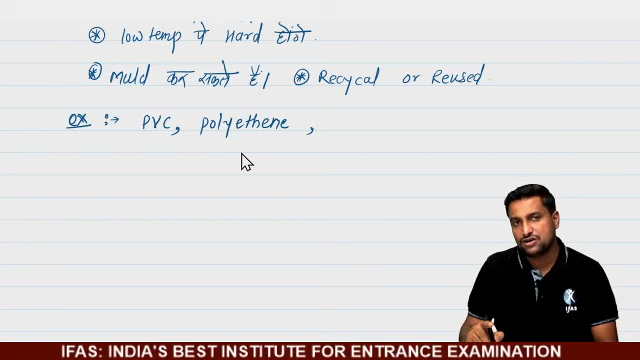 * low temp पे Hard होंगे.
* Muld कर सकते है। * Recycal or Reused.
ex :→ PVC, polyethene ,
IFAS
IFAS: INDIA'S BEST INSTITUTE FOR ENTRANCE EXAMINATION